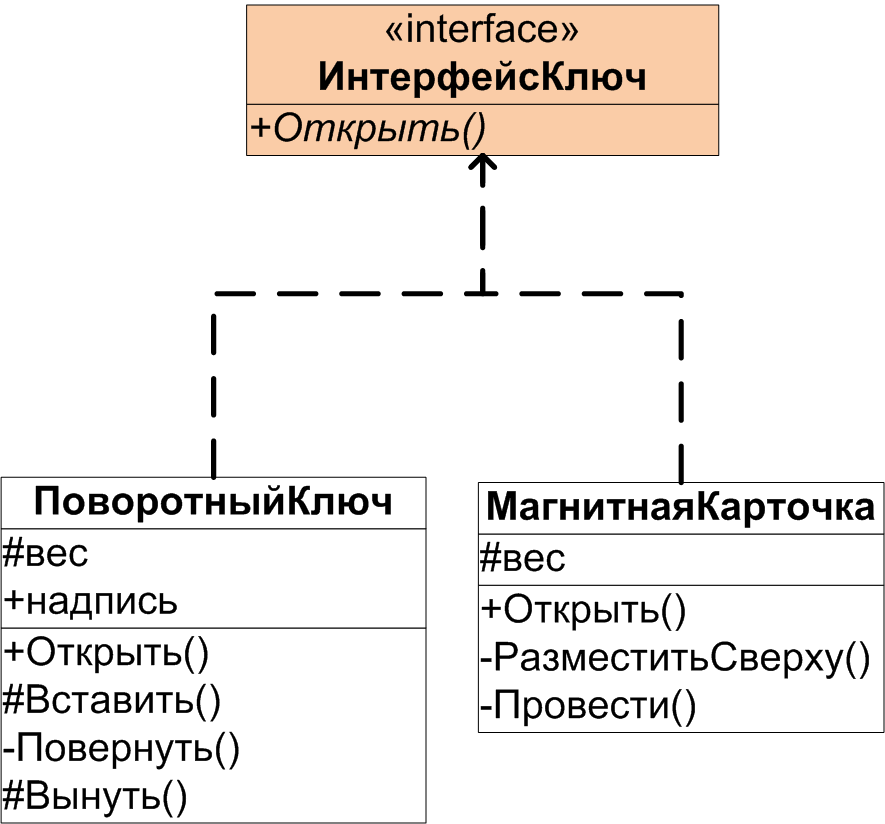 «interface»
ИнтерфейсКлюч
+Открыть()
ПоворотныйКлюч
#вес
+надпись
+Открыть()
#Вставить()
-Повернуть()
#Вынуть()
МагнитнаяКарточка
#вес
+Открыть()
-РазместитьСверху()
-Провести()